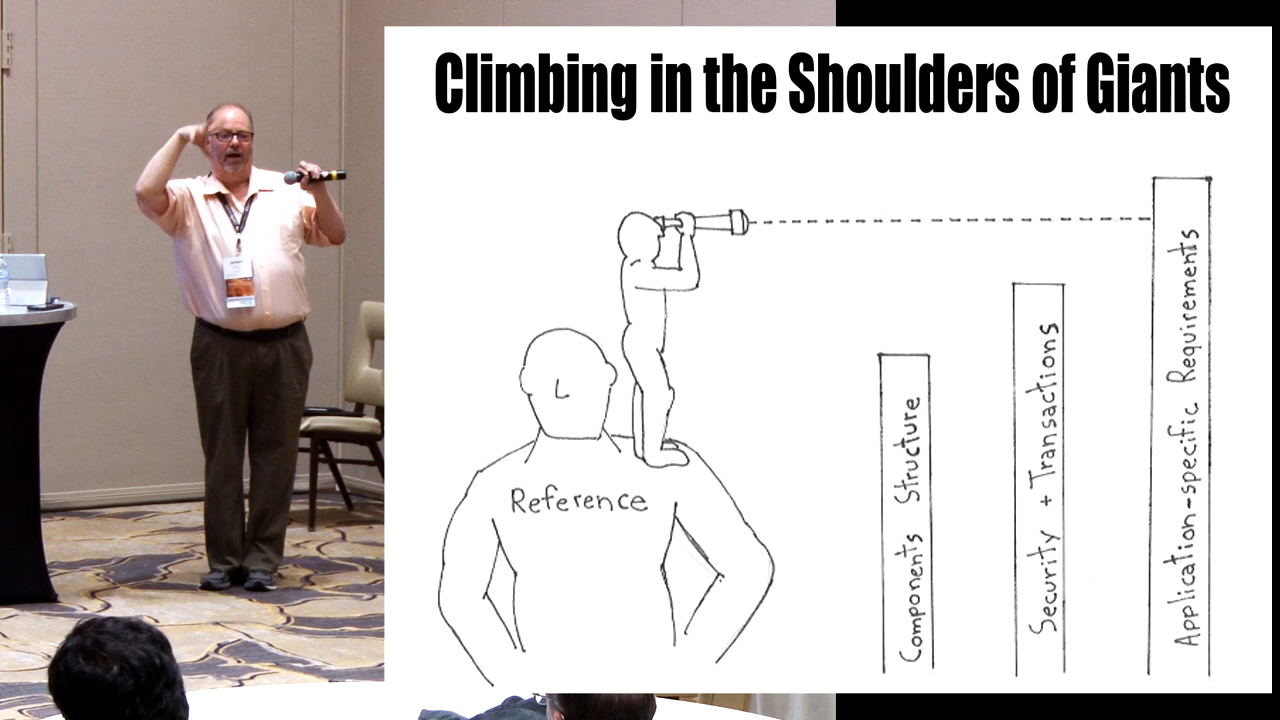 Climbing in the Shoulders of Giants
Reference
Components Structure
Security + Transactions
Application-specific Requirements